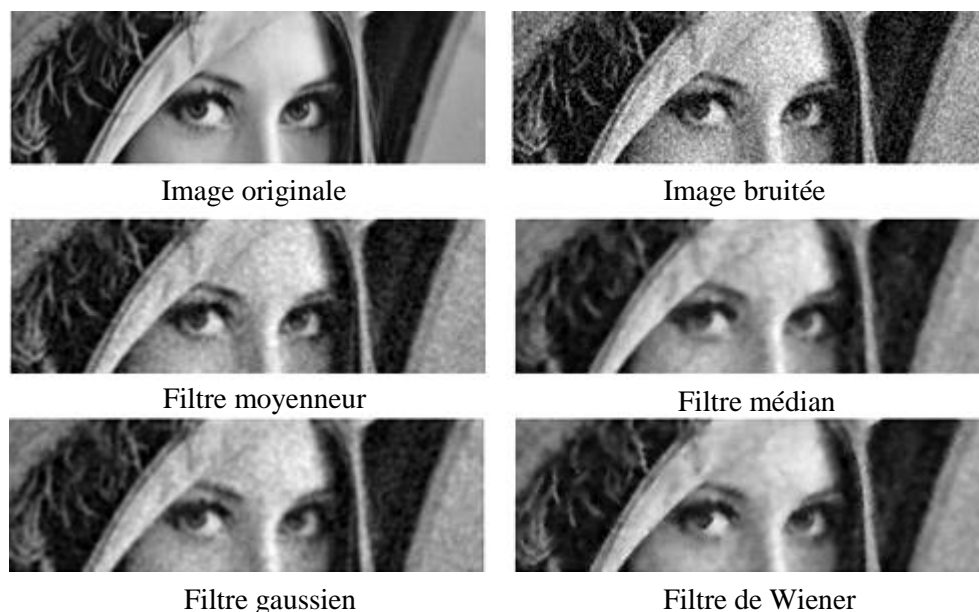 Image originale
Image bruitée
Filtre moyenneur
Filtre médian
Filtre gaussien
Filtre de Wiener